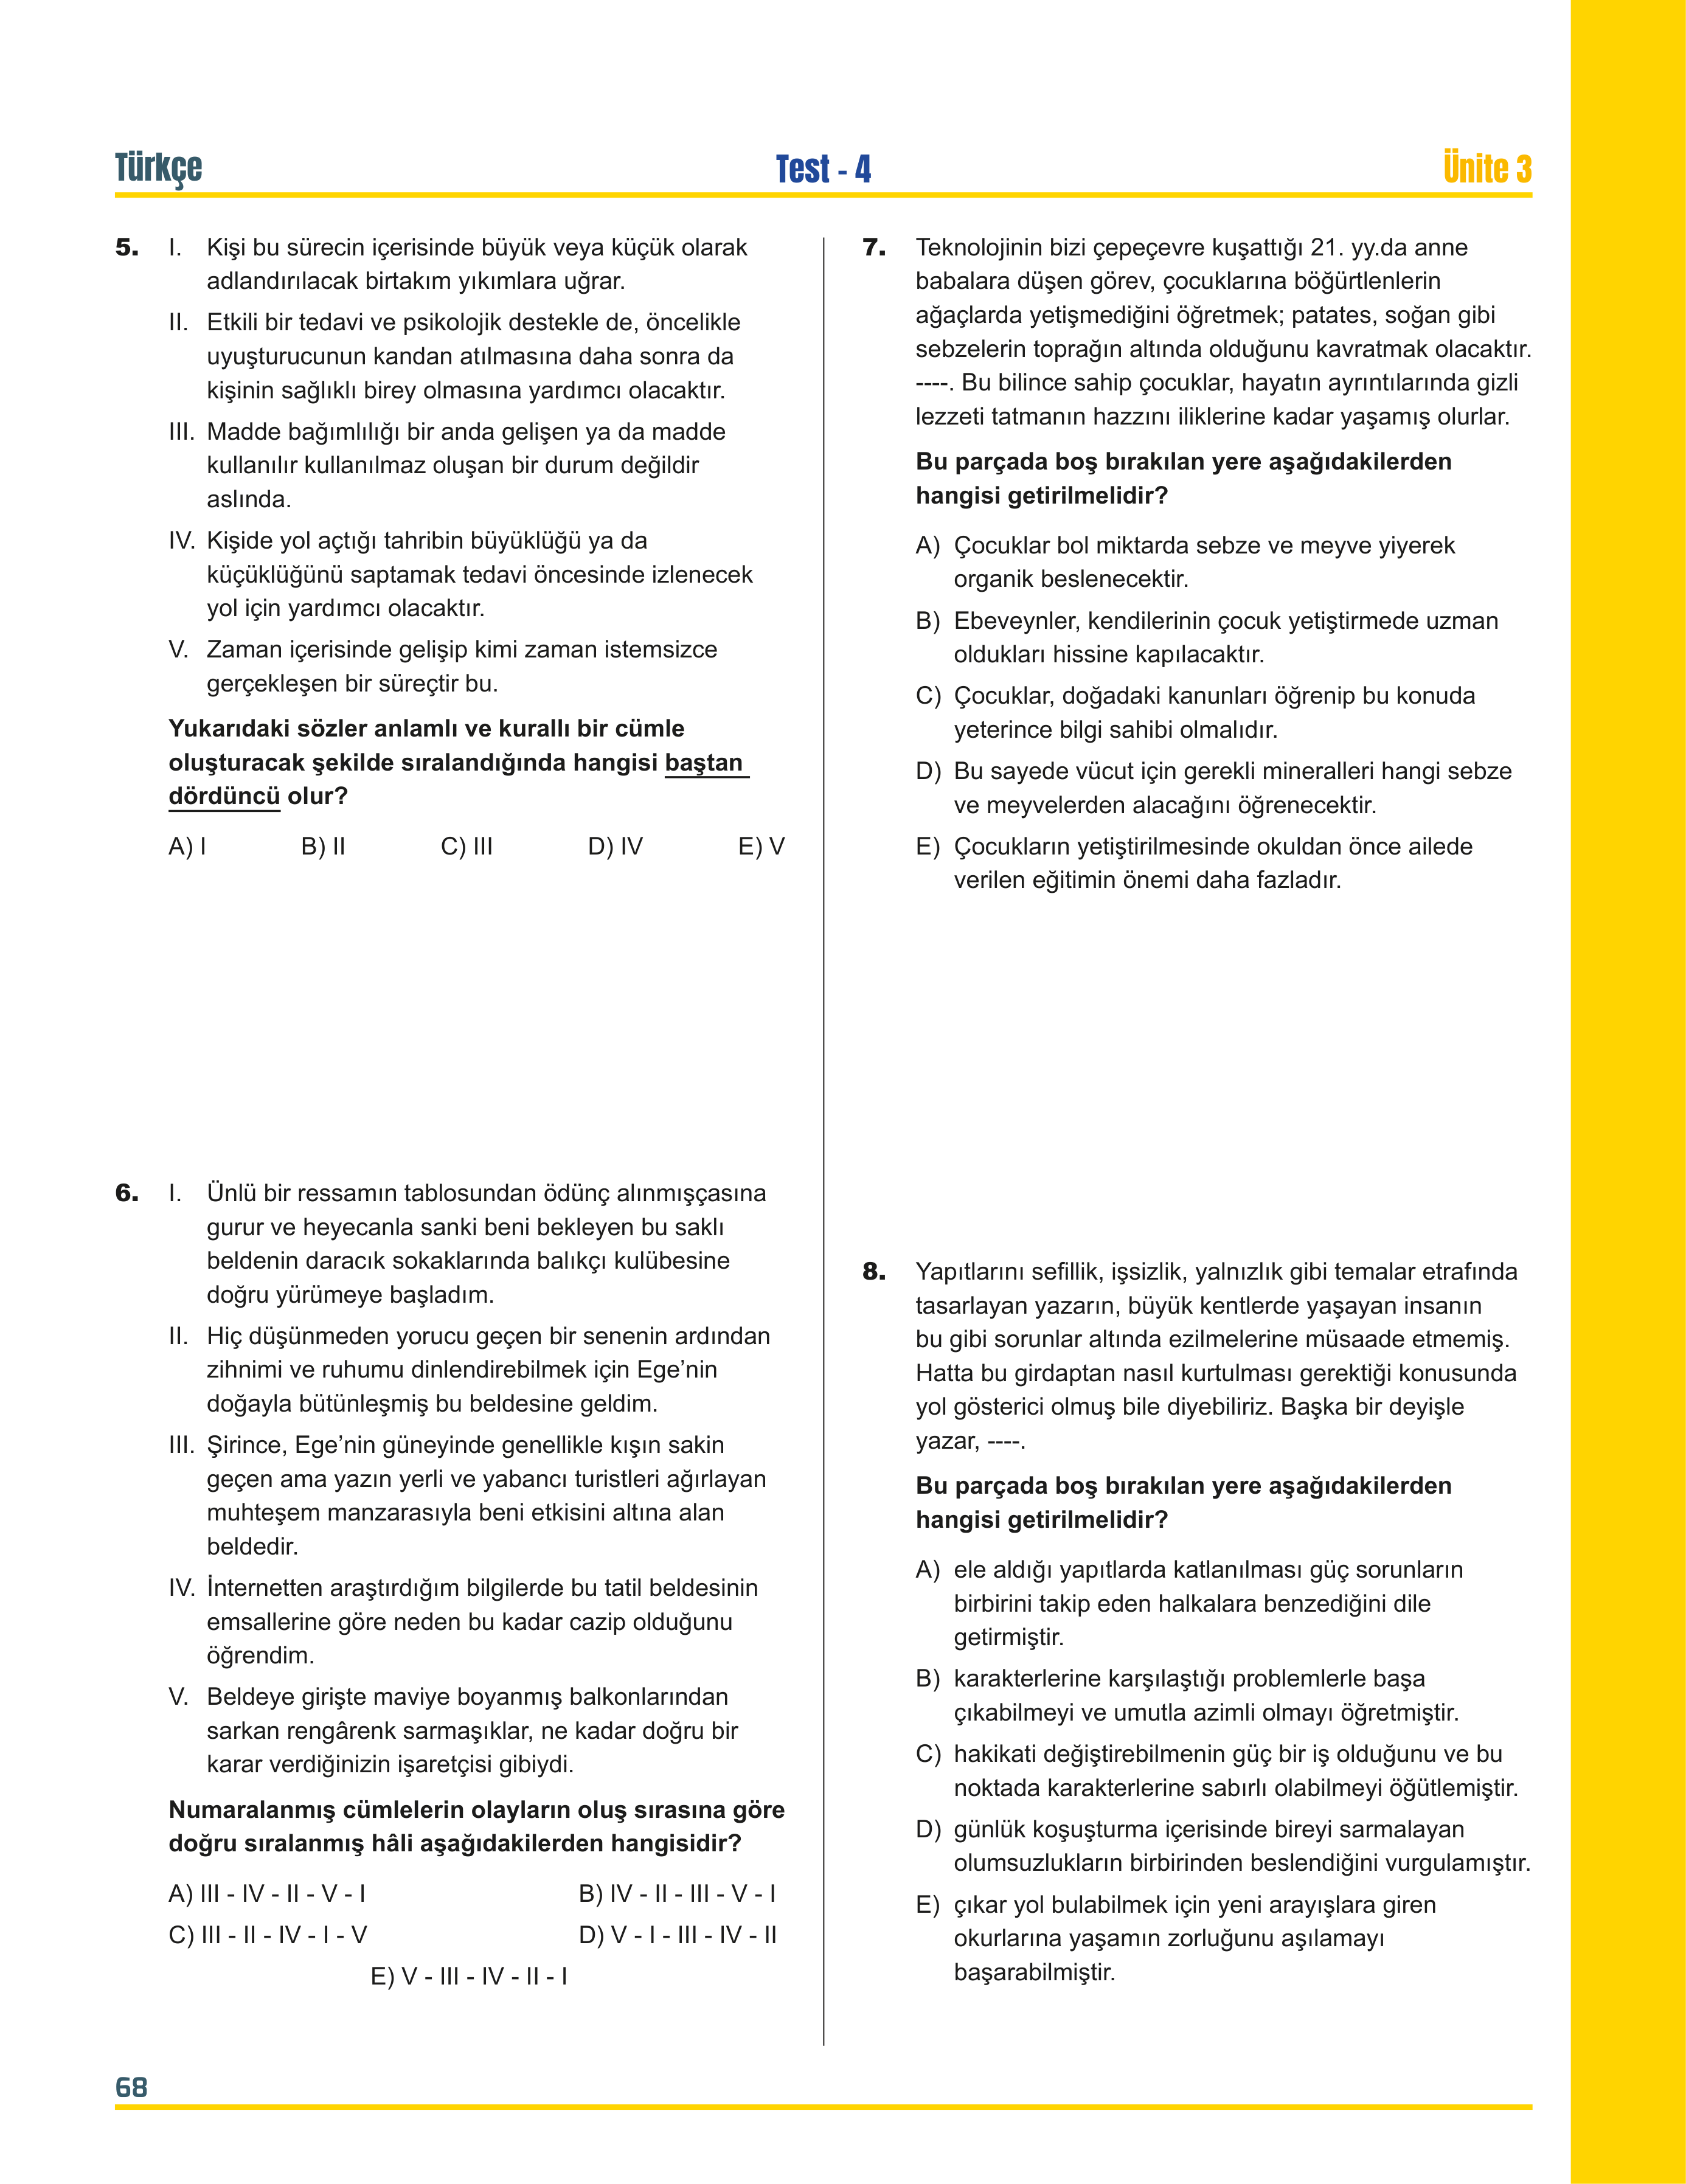 Türkçe
Test - 4
Ünite 3
5. I. Kişi bu sürecin içerisinde büyük veya küçük olarak
adlandırılacak birtakım yıkımlara uğrar.
II. Etkili bir tedavi ve psikolojik destekle de, öncelikle
uyuşturucunun kandan atılmasına daha sonra da
kişinin sağlıklı birey olmasına yardımcı olacaktır.
III. Madde bağımlılığı bir anda gelişen ya da madde
kullanılır kullanılmaz oluşan bir durum değildir
aslında.
IV. Kişide yol açtığı tahribin büyüklüğü ya da
küçüklüğünü saptamak tedavi öncesinde izlenecek
yol için yardımcı olacaktır.
V. Zaman içerisinde gelişip kimi zaman istemsizce
gerçekleşen bir süreçtir bu.
Yukarıdaki sözler anlamlı ve kurallı bir cümle
oluşturacak şekilde sıralandığında hangisi baştan
dördüncü olur?
A) I B) II C) III D) IV E) V
6. I. Ünlü bir ressamın tablosundan ödünç alınmışçasına
gurur ve heyecanla sanki beni bekleyen bu saklı
beldenin daracık sokaklarında balıkçı kulübesine
doğru yürümeye başladım.
II. Hiç düşünmeden yorucu geçen bir senenin ardından
zihnimi ve ruhumu dinlendirebilmek için Ege’nin
doğayla bütünleşmiş bu beldesine geldim.
III. Şirince, Ege’nin güneyinde genellikle kışın sakin
geçen ama yazın yerli ve yabancı turistleri ağırlayan
muhteşem manzarasıyla beni etkisini altına alan
beldedir.
IV. İnternetten araştırdığım bilgilerde bu tatil beldesinin
emsallerine göre neden bu kadar cazip olduğunu
öğrendim.
V. Beldeye girişte maviye boyanmış balkonlarından
sarkan rengârenk sarmaşıklar, ne kadar doğru bir
karar verdiğinizin işaretçisi gibiydi.
Numaralanmış cümlelerin olayların oluş sırasına göre
doğru sıralanmış hâli aşağıdakilerden hangisidir?
A) III - IV - II - V - I B) IV - II - III - V - I
C) III - II - IV - I - V D) V - I - III - IV - II
E) V - III - IV - II - I
7. Teknolojinin bizi çepeçevre kuşattığı 21. yy.da anne
babalara düşen görev, çocuklarına böğürtlenlerin
ağaçlarda yetişmediğini öğretmek; patates, soğan gibi
sebzelerin toprağın altında olduğunu kavratmak olacaktır.
----. Bu bilince sahip çocuklar, hayatın ayrıntılarında gizli
lezzeti tatmanın hazzını iliklerine kadar yaşamış olurlar.
Bu parçada boş bırakılan yere aşağıdakilerden
hangisi getirilmelidir?
A) Çocuklar bol miktarda sebze ve meyve yiyerek
organik beslenecektir.
B) Ebeveynler, kendilerinin çocuk yetiştirmede uzman
oldukları hissine kapılacaktır.
C) Çocuklar, doğadaki kanunları öğrenip bu konuda
yeterince bilgi sahibi olmalıdır.
D) Bu sayede vücut için gerekli mineralleri hangi sebze
ve meyvelerden alacağını öğrenecektir.
E) Çocukların yetiştirilmesinde okuldan önce ailede
verilen eğitimin önemi daha fazladır.
8. Yapıtlarını sefillik, işsizlik, yalnızlık gibi temalar etrafında
tasarlayan yazarın, büyük kentlerde yaşayan insanın
bu gibi sorunlar altında ezilmelerine müsaade etmemiş.
Hatta bu girdaptan nasıl kurtulması gerektiği konusunda
yol gösterici olmuş bile diyebiliriz. Başka bir deyişle
yazar, ----.
Bu parçada boş bırakılan yere aşağıdakilerden
hangisi getirilmelidir?
A) ele aldığı yapıtlarda katlanılması güç sorunların
birbirini takip eden halkalara benzediğini dile
getirmiştir.
B) karakterlerine karşılaştığı problemlerle başa
çıkabilmeyi ve umutla azimli olmayı öğretmiştir.
C) hakikati değiştirebilmenin güç bir iş olduğunu ve bu
noktada karakterlerine sabırlı olabilmeyi öğütlemiştir.
D) günlük koşuşturma içerisinde bireyi sarmalayan
olumsuzlukların birbirinden beslendiğini vurgulamıştır.
E) çıkar yol bulabilmek için yeni arayışlara giren
okurlarına yaşamın zorluğunu aşılamayı
başarabilmiştir.
68